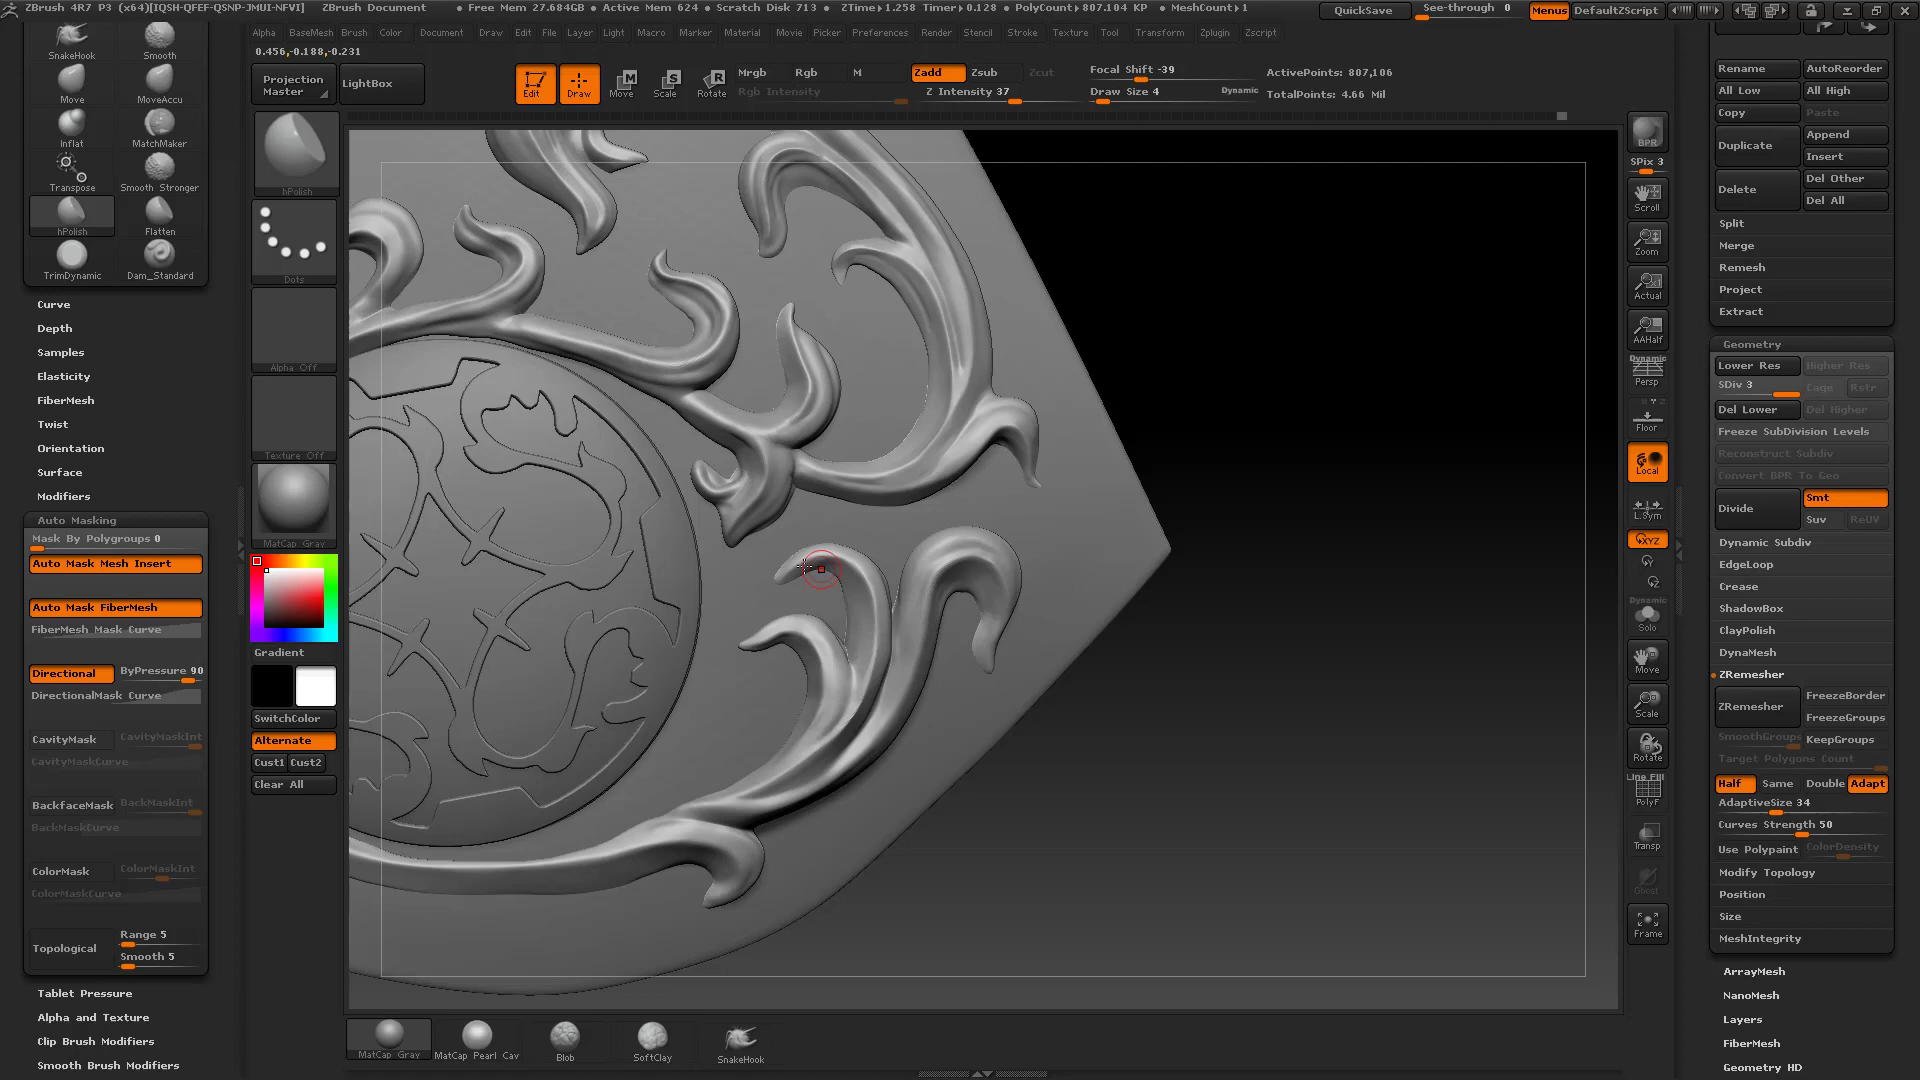 ZBrush 4R7 P3 (x64)[IQSH-QFEF-QSNP-JMUI-NFVI] ZBrush Document • Free Mem 27.684GB • Active Mem 624 • Scratch Disk 713 • ZTime▸1.258 Timer▸0.128 • PolyCount▸807.104 KP • MeshCount▸1 QuickSave See-through 0 Menus DefaultZScript
Alpha BaseMesh Brush Color Document Draw Edit File Layer Light Macro Marker Material Movie Picker Preferences Render Stencil Stroke Texture Tool Transform Zplugin Zscript
0.456,-0.188,-0.231
Projection Master
LightBox
Edit Draw Move Scale Rotate
Mrgb Rgb M
Rgb Intensity
Zadd Zsub Zcut
Z Intensity 37
Focal Shift -39
Draw Size 4 Dynamic
ActivePoints: 807,106
TotalPoints: 4.66 Mil
SnakeHook Smooth
Move MoveAccu
Inflat MatchMaker
Transpose Smooth Stronger
hPolish Flatten
TrimDynamic Dam_Standard
Curve
Depth
Samples
Elasticity
FiberMesh
Twist
Orientation
Surface
Modifiers
Auto Masking
Mask By Polygroups 0
Auto Mask Mesh Insert
Auto Mask FiberMesh
FiberMesh Mask Curve
Directional ByPressure 90
DirectionalMask Curve
CavityMask CavityMaskInt
CavityMaskCurve
BackfaceMask BackMaskInt
BackMaskCurve
ColorMask ColorMaskInt
ColorMaskCurve
Topological Range 5
Smooth 5
Tablet Pressure
Alpha and Texture
Clip Brush Modifiers
Smooth Brush Modifiers
hPolish
Dots
Alpha Off
Texture Off
MatCap Gray
Gradient
SwitchColor
Alternate
Cust1 Cust2
Clear All
MatCap Gray MatCap Pearl Cav Blob SoftClay SnakeHook
BPR
SPix 3
Scroll
Zoom
Actual
AAHalf
Dynamic
Persp
Floor
Local
L.Sym
XYZ
Dynamic
Solo
Move
Scale
Rotate
Line Fill
PolyF
Transp
Ghost
Frame
Rename AutoReorder
All Low All High
Copy Paste
Duplicate Append
Insert
Delete Del Other
Del All
Split
Merge
Remesh
Project
Extract
Geometry
Lower Res Higher Res
SDiv 3 Cage Rstr
Del Lower Del Higher
Freeze SubDivision Levels
Reconstruct Subdiv
Convert BPR To Geo
Divide Smt
Suv ReUV
Dynamic Subdiv
EdgeLoop
Crease
ShadowBox
ClayPolish
DynaMesh
ZRemesher
ZRemesher FreezeBorder
FreezeGroups
SmoothGroups KeepGroups
Target Polygons Count
Half Same Double Adapt
AdaptiveSize 34
Curves Strength 50
Use Polypaint ColorDensity
Modify Topology
Position
Size
MeshIntegrity
ArrayMesh
NanoMesh
Layers
FiberMesh
Geometry HD